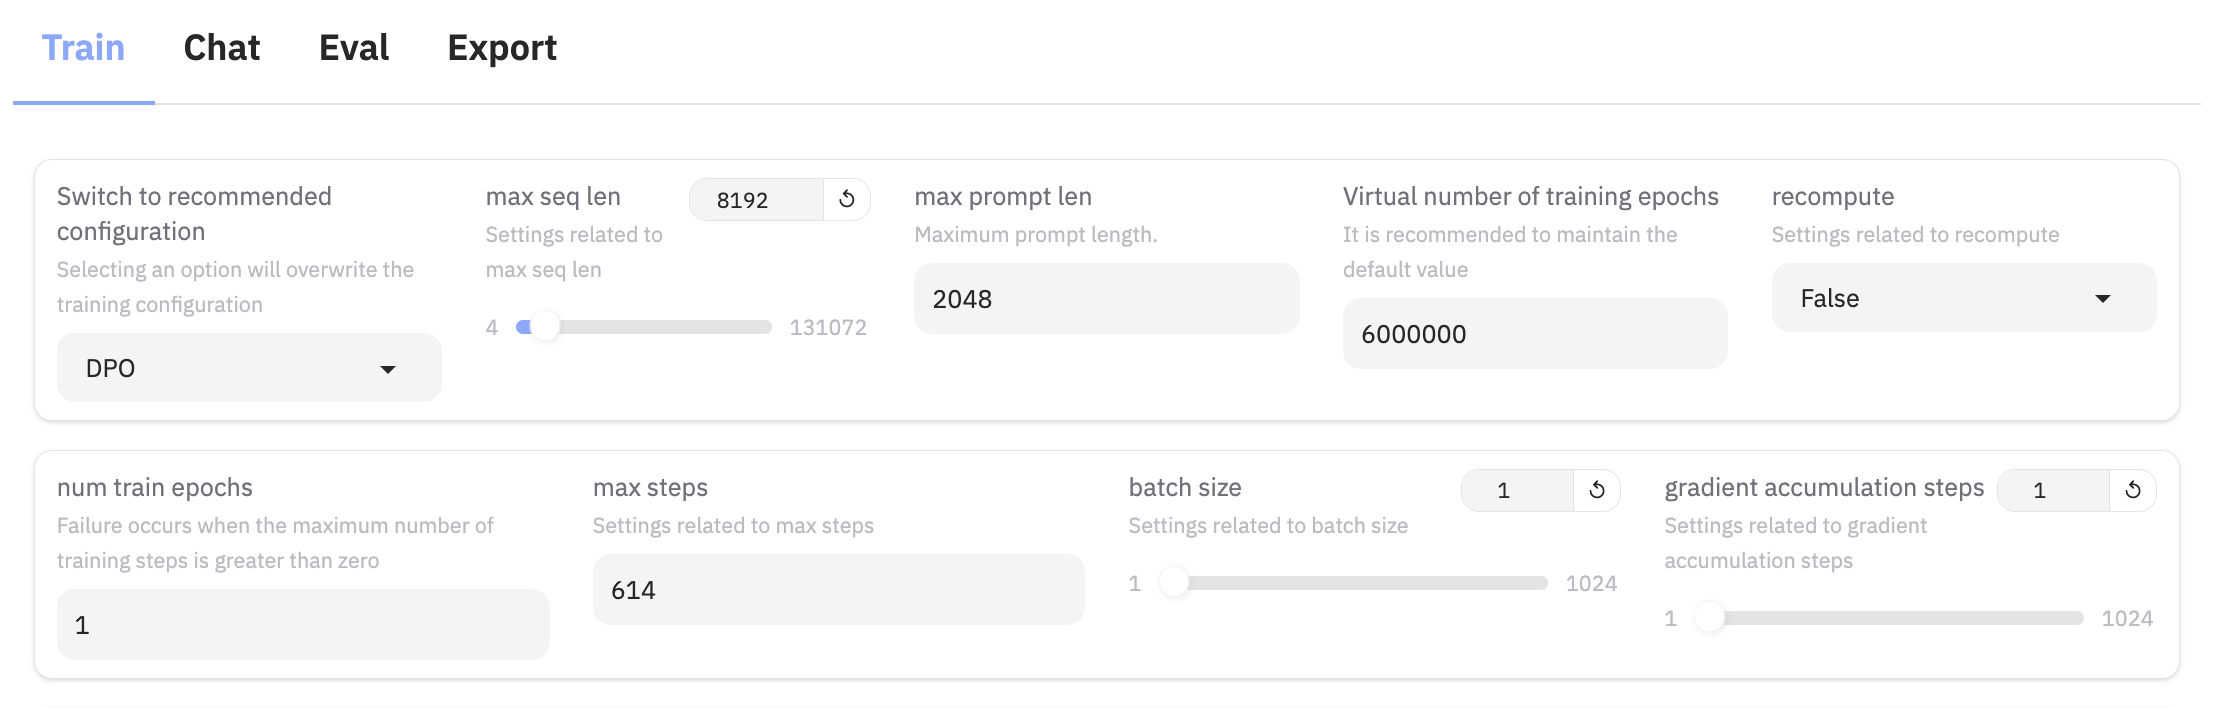 Train Chat Eval Export
Switch to recommended
configuration
Selecting an option will overwrite the
training configuration
DPO
max seq len
8192
Settings related to
max seq len
4
131072
max prompt len
Maximum prompt length.
2048
Virtual number of training epochs
It is recommended to maintain the
default value
6000000
recompute
Settings related to recompute
False
num train epochs
Failure occurs when the maximum number of
training steps is greater than zero
1
max steps
Settings related to max steps
614
batch size
1
Settings related to batch size
1
1024
gradient accumulation steps
1
Settings related to gradient
accumulation steps
1
1024